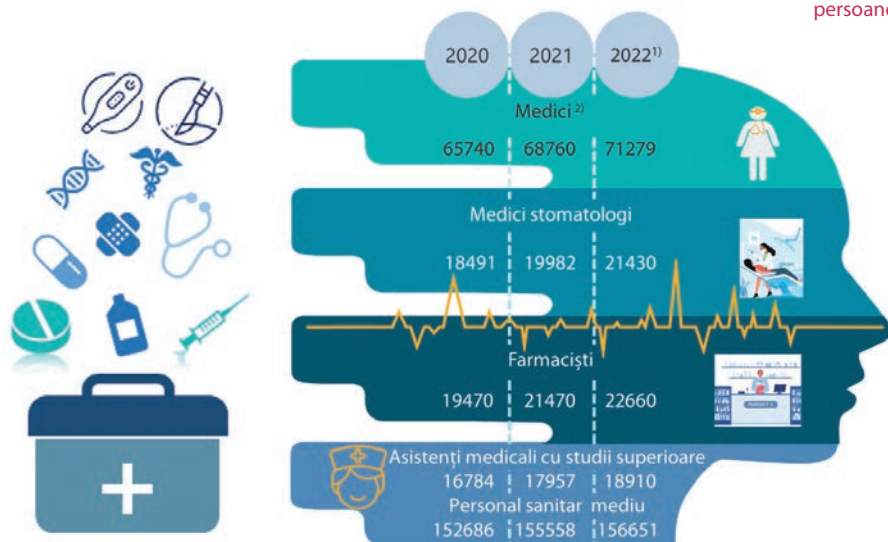 persoane
2020 2021 2022¹⁾
Medici ²⁾
65740 68760 71279
Medici stomatologi
18491 19982 21430
Farmaciști
19470 21470 22660
Asistenți medicali cu studii superioare
16784 17957 18910
Personal sanitar mediu
152686 155558 156651